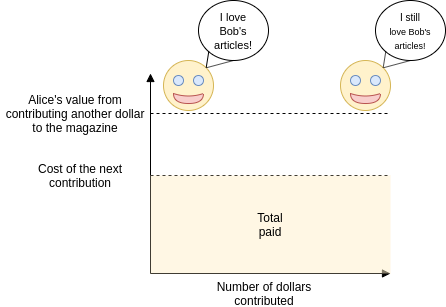 I love
Bob's
articles!
I still
love Bob's
articles!
Alice's value from
contributing another dollar
to the magazine
Cost of the next
contribution
Total
paid
Number of dollars
contributed